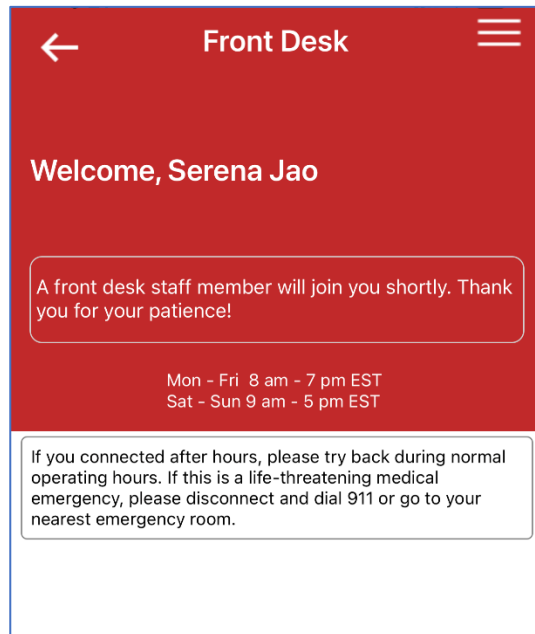 Front Desk
Welcome, Serena Jao
A front desk staff member will join you shortly. Thank
you for your patience!
Mon - Fri 8 am - 7 pm EST
Sat - Sun 9 am - 5 pm EST
If you connected after hours, please try back during normal
operating hours. If this is a life-threatening medical
emergency, please disconnect and dial 911 or go to your
nearest emergency room.